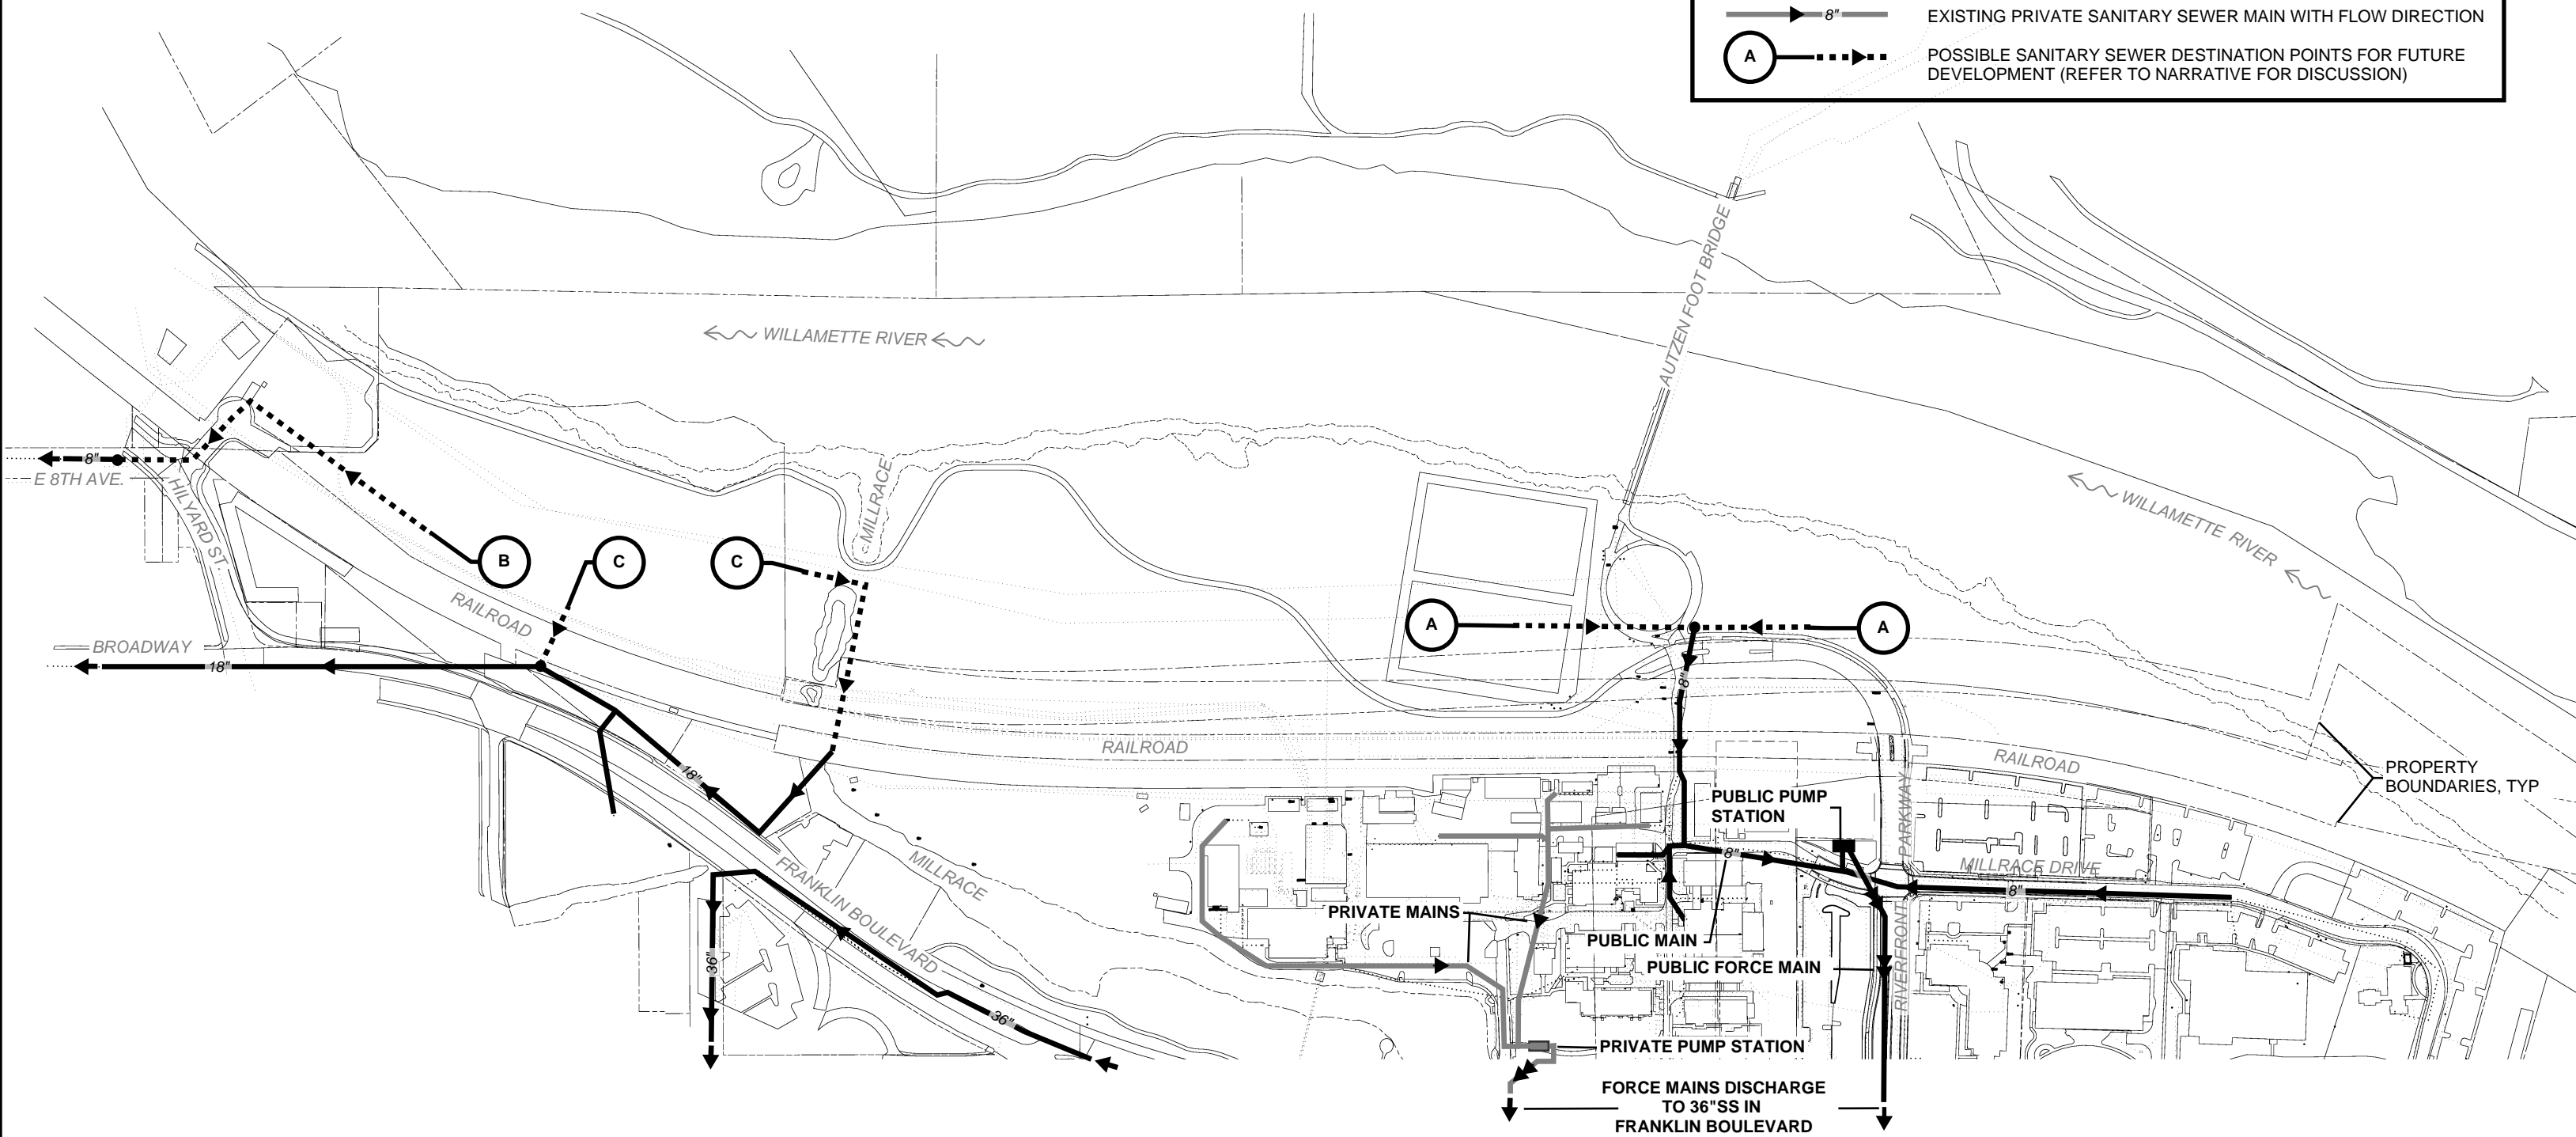 8"
EXISTING PRIVATE SANITARY SEWER MAIN WITH FLOW DIRECTION
A
POSSIBLE SANITARY SEWER DESTINATION POINTS FOR FUTURE
DEVELOPMENT (REFER TO NARRATIVE FOR DISCUSSION)
AUTZEN FOOT BRIDGE
WILLAMETTE RIVER
WILLAMETTE RIVER
8"
E 8TH AVE.
HILYARD ST.
MILLRACE
B
C
C
A
A
RAILROAD
BROADWAY
18"
8"
RAILROAD
RAILROAD
18"
PROPERTY
BOUNDARIES, TYP
PUBLIC PUMP
STATION
PARKWAY
8"
MILLRACE DRIVE
8"
MILLRACE
FRANKLIN BOULEVARD
PRIVATE MAINS
PUBLIC MAIN
PUBLIC FORCE MAIN
RIVERFRONT
36"
36"
PRIVATE PUMP STATION
FORCE MAINS DISCHARGE
TO 36"SS IN
FRANKLIN BOULEVARD